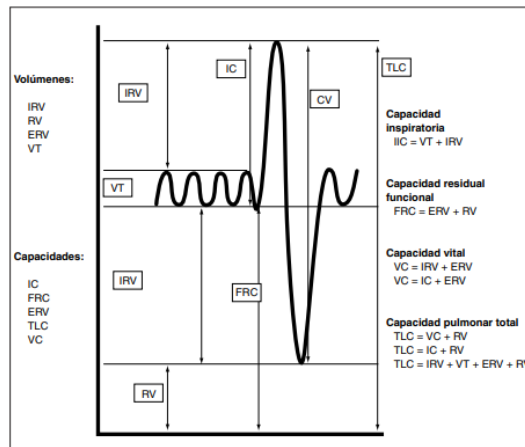 Volúmenes:
IRV
RV
ERV
VT
Capacidades:
IC
FRC
ERV
TLC
VC
IRV
VT
IRV
RV
IC
FRC
CV
TLC
Capacidad
inspiratoria
IIC = VT + IRV
Capacidad residual
funcional
FRC = ERV + RV
Capacidad vital
VC = IRV + ERV
VC = IC + ERV
Capacidad pulmonar total
TLC = VC + RV
TLC = IC + RV
TLC = IRV + VT + ERV + RV